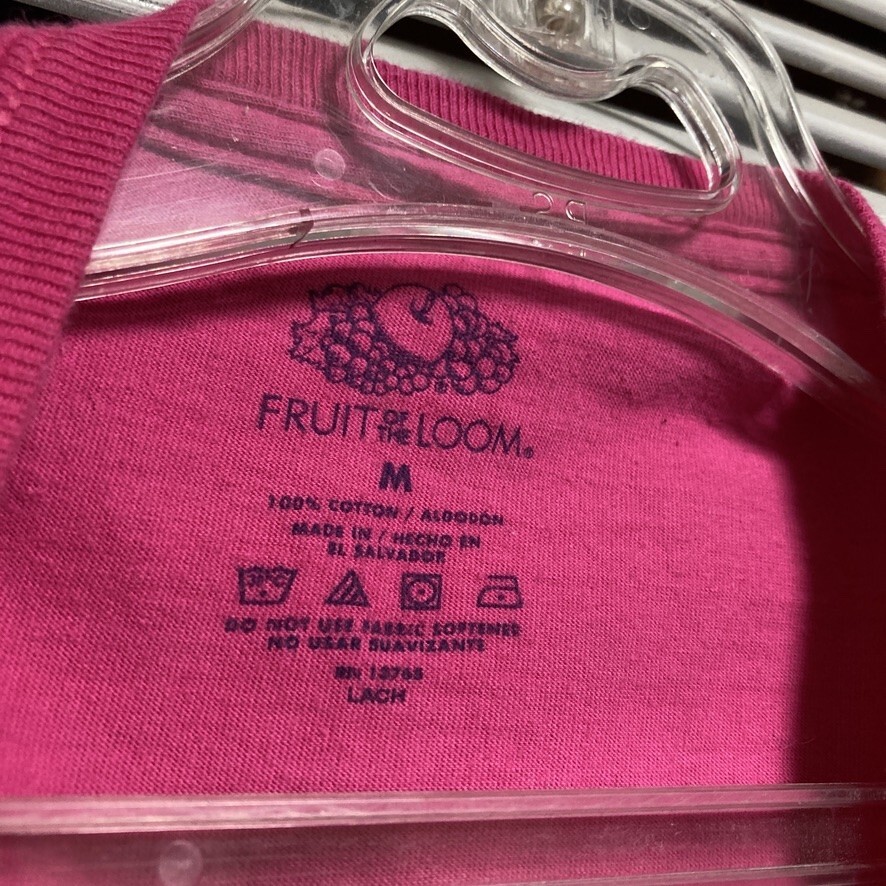 FRUIT OF THE LOOM®
M
100% COTTON / ALGODÓN
MADE IN / HECHO EN
EL SALVADOR
DO NOT USE FABRIC SOFTENER
NO USAR SUAVIZANTE
RN 13765
LACH